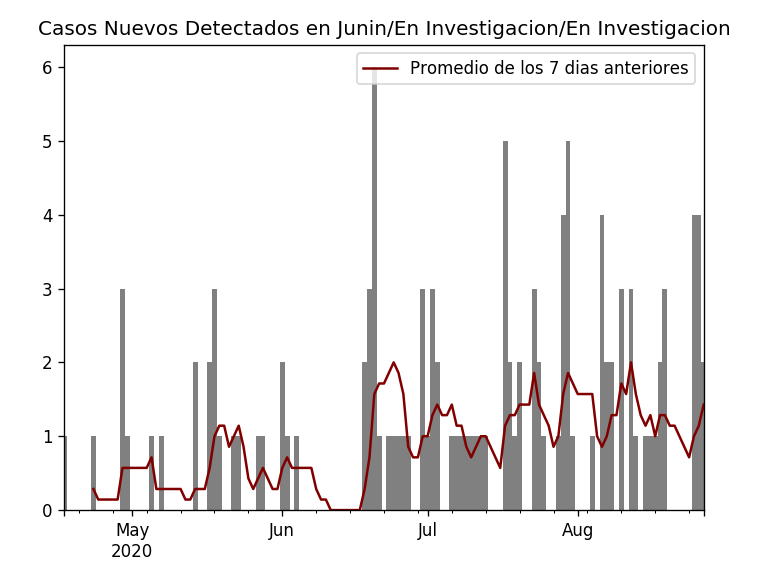 Casos Nuevos Detectados en Junin/En Investigacion/En Investigacion
Promedio de los 7 dias anteriores
6
5
4
3
2
1
0
May
2020
Jun
Jul
Aug